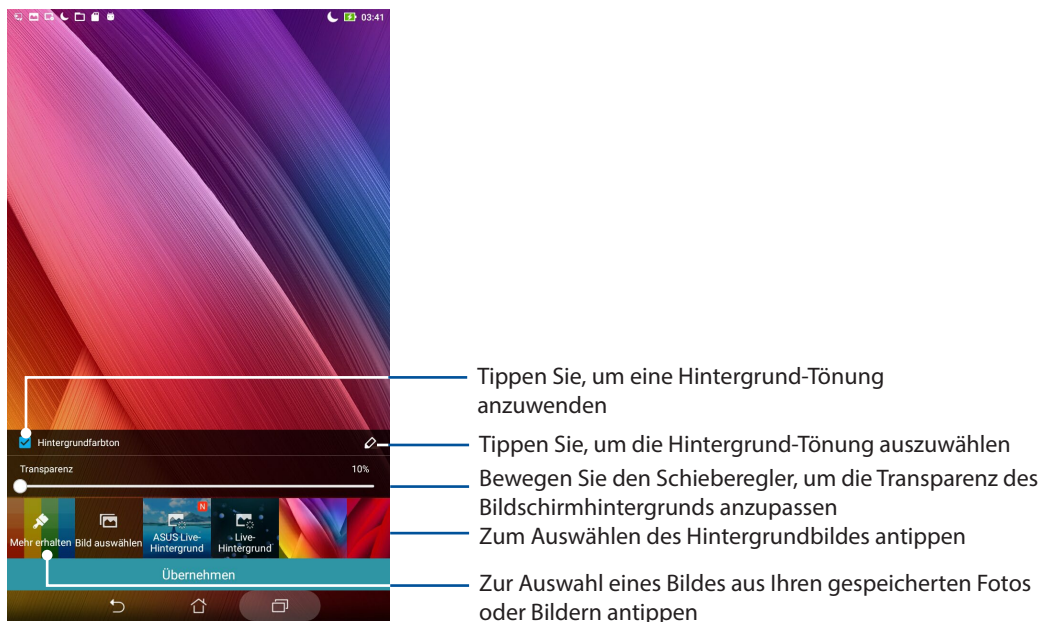 03:41
Tippen Sie, um eine Hintergrund-Tönung
anzuwenden
Hintergrundfarbton
Tippen Sie, um die Hintergrund-Tönung auszuwählen
Transparenz 10%
Bewegen Sie den Schieberegler, um die Transparenz des
Bildschirmhintergrunds anzupassen
N
Mehr erhalten
Bild auswählen
ASUS Live-
Hintergrund
Live-
Hintergrund
Zum Auswählen des Hintergrundbildes antippen
Übernehmen
Zur Auswahl eines Bildes aus Ihren gespeicherten Fotos
oder Bildern antippen